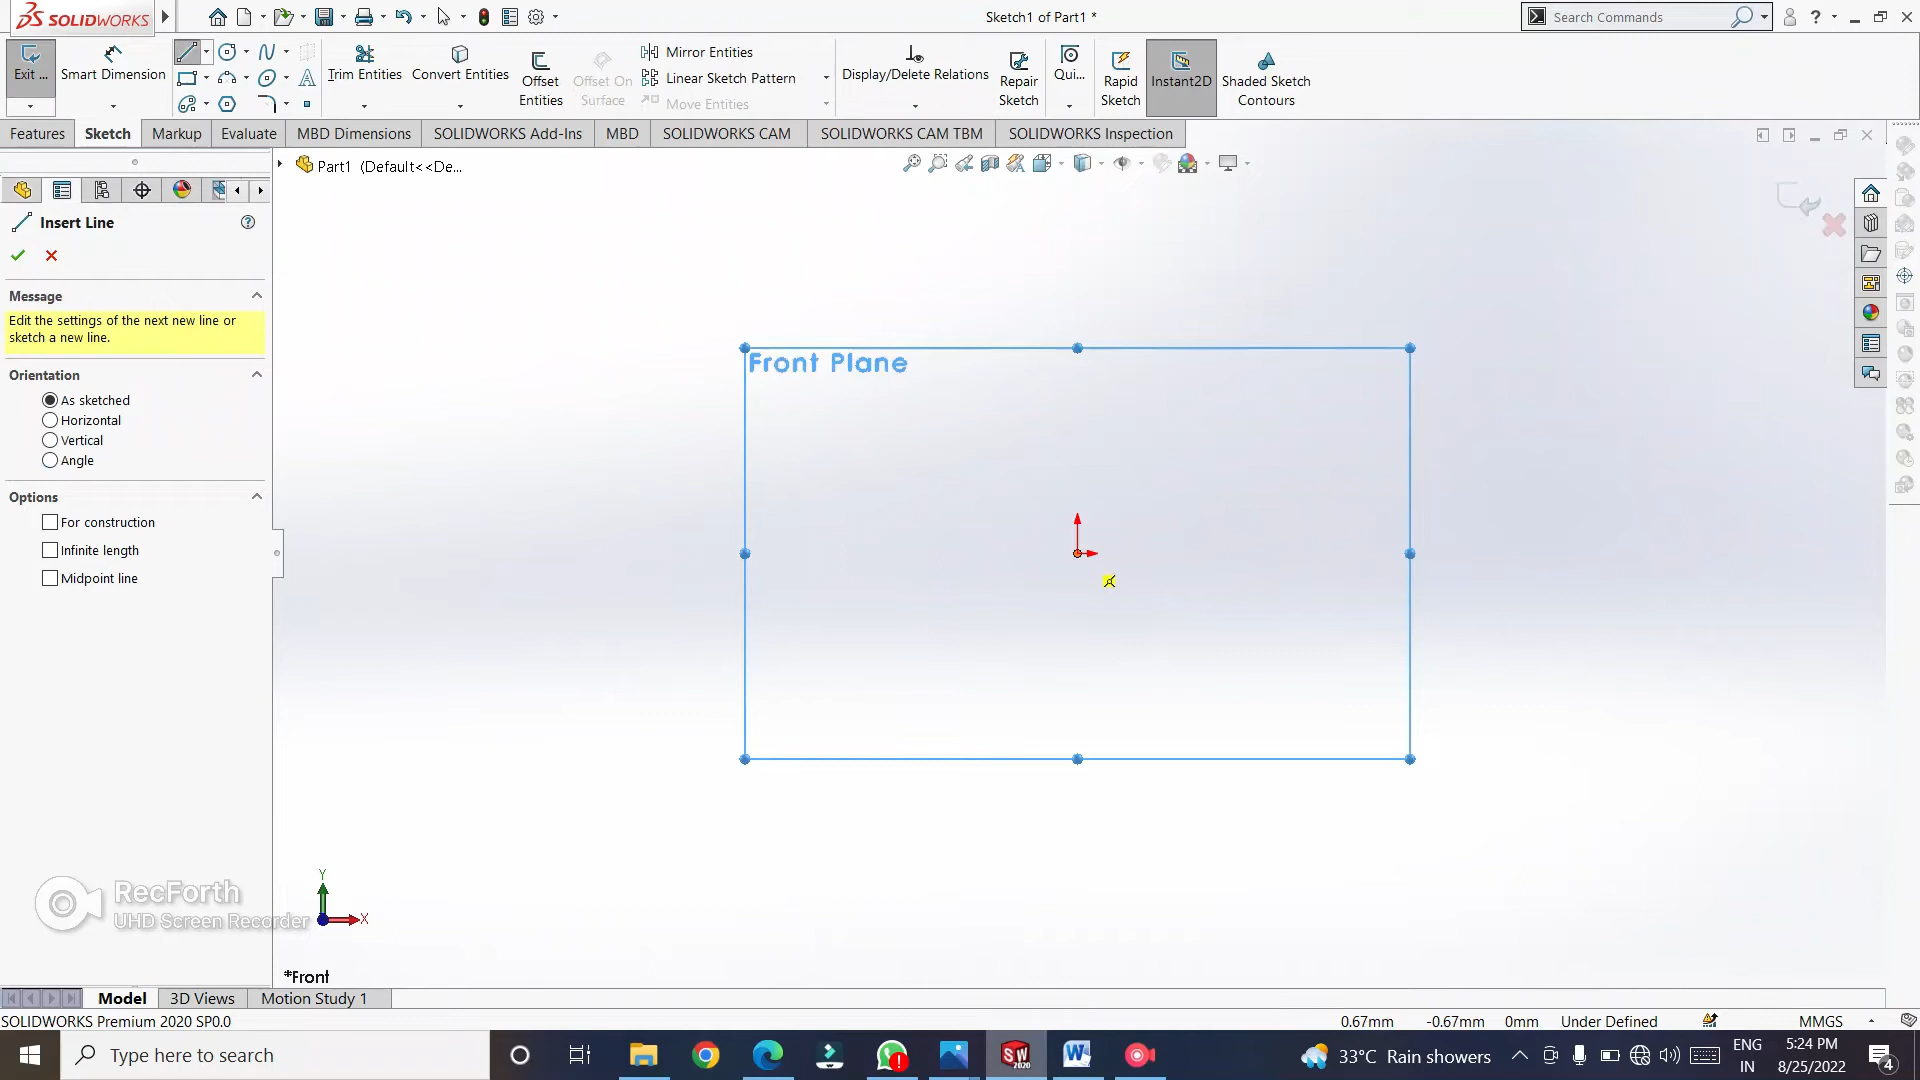 SOLIDWORKS
Sketch1 of Part1 *
Search Commands
Exit ...
Smart Dimension
Trim Entities
Convert Entities
Offset
Entities
Offset On
Surface
Mirror Entities
Linear Sketch Pattern
Move Entities
Display/Delete Relations
Repair
Sketch
Qui...
Rapid
Sketch
Instant2D
Shaded Sketch
Contours
Features
Sketch
Markup
Evaluate
MBD Dimensions
SOLIDWORKS Add-Ins
MBD
SOLIDWORKS CAM
SOLIDWORKS CAM TBM
SOLIDWORKS Inspection
Part1 (Default<<De...
Insert Line
Message
Edit the settings of the next new line or
sketch a new line.
Orientation
As sketched
Horizontal
Vertical
Angle
Options
For construction
Infinite length
Midpoint line
Front Plane
RecForth
UHD Screen Recorder
Y
X
*Front
Model
3D Views
Motion Study 1
SOLIDWORKS Premium 2020 SP0.0
0.67mm
-0.67mm
0mm
Under Defined
MMGS
Type here to search
SW
2020
W
33°C Rain showers
ENG
IN
5:24 PM
8/25/2022
4